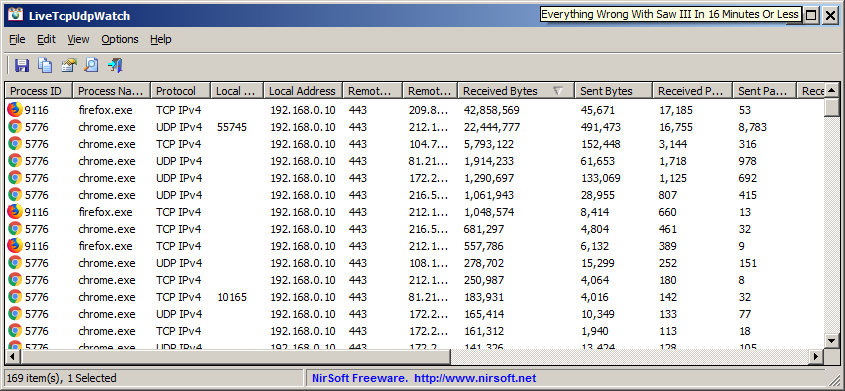 LiveTcpUdpWatch
Everything Wrong With Saw III In 16 Minutes Or Less
File Edit View Options Help
Process ID Process Na... Protocol Local ... Local Address Remot... Remot... Received Bytes Sent Bytes Received P... Sent Pa... Rece
9116 firefox.exe TCP IPv4 192.168.0.10 443 209.8... 42,858,569 45,671 17,185 53
5776 chrome.exe UDP IPv4 55745 192.168.0.10 443 212.1... 22,444,777 491,473 16,755 8,783
5776 chrome.exe TCP IPv4 192.168.0.10 443 104.7... 5,793,122 152,448 3,144 316
5776 chrome.exe UDP IPv4 192.168.0.10 443 81.21... 1,914,233 61,653 1,718 978
5776 chrome.exe UDP IPv4 192.168.0.10 443 172.2... 1,290,697 133,069 1,125 692
5776 chrome.exe UDP IPv4 192.168.0.10 443 216.5... 1,061,943 28,955 807 415
9116 firefox.exe TCP IPv4 192.168.0.10 443 212.1... 1,048,574 8,414 660 13
5776 chrome.exe TCP IPv4 192.168.0.10 443 216.5... 681,297 4,804 461 32
9116 firefox.exe TCP IPv4 192.168.0.10 443 212.1... 557,786 6,132 389 9
5776 chrome.exe UDP IPv4 192.168.0.10 443 108.1... 278,702 15,299 252 151
5776 chrome.exe TCP IPv4 192.168.0.10 443 212.1... 250,987 4,064 180 8
5776 chrome.exe TCP IPv4 10165 192.168.0.10 443 81.21... 183,931 4,016 142 32
5776 chrome.exe UDP IPv4 192.168.0.10 443 172.2... 165,414 10,349 133 77
5776 chrome.exe TCP IPv4 192.168.0.10 443 172.2... 161,312 1,940 113 18
5776 chrome.exe UDP IPv4 192.168.0.10 443 172.2... 141,326 13,424 128 105
169 item(s), 1 Selected
NirSoft Freeware. http://www.nirsoft.net